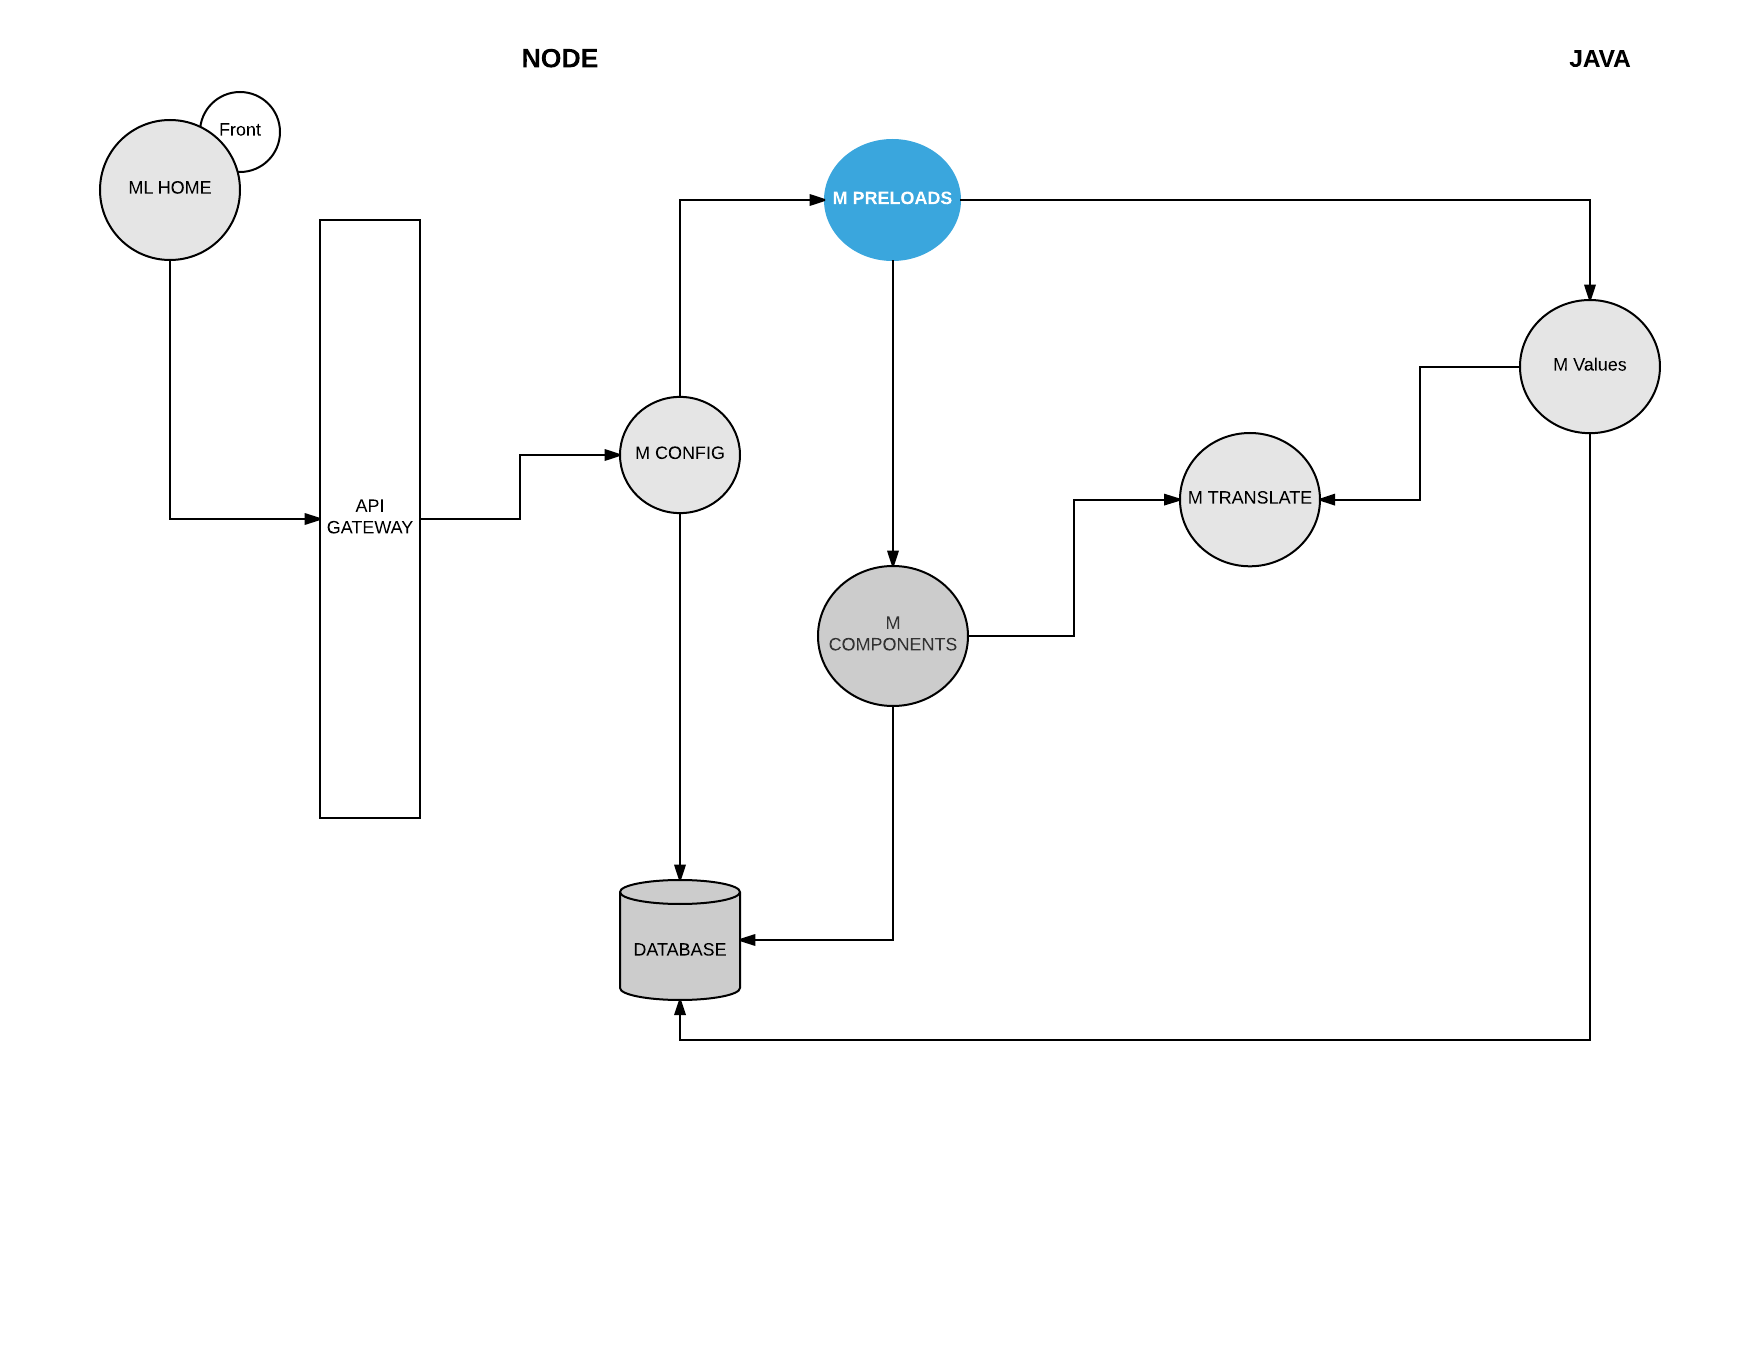 NODE
JAVA
Front
ML HOME
M PRELOADS
M Values
M CONFIG
M TRANSLATE
API
GATEWAY
M
COMPONENTS
DATABASE